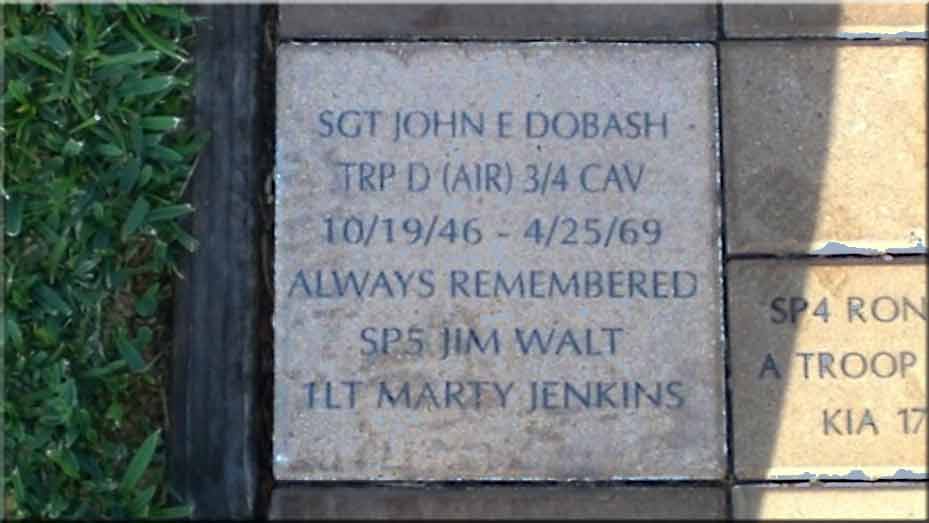 SGT JOHN E DOBASH
TRP D (AIR) 3/4 CAV
10/19/46 - 4/25/69
ALWAYS REMEMBERED
SP5 JIM WALT
1LT MARTY JENKINS
SP4 RON
A TROOP
KIA 17